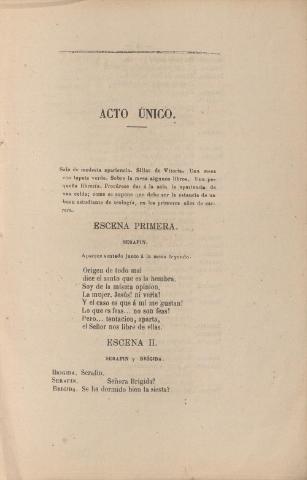 ACTO ÚNICO.
Sala de modesta apariencia. Sillas de Vitoria. Una mesa
con tapete verde. Sobre la mesa algunos libros. Una pe-
queña librería. Procúrese dar á la sala la apariencia de
una celda; como se supone que debe ser la estancia de un
buen estudiante de teología, en los primeros años de car-
rera.
ESCENA PRIMERA.
SERAFIN.
Aparece sentado junto á la mesa leyendo.
Orígen de todo mal
dice el santo que es la hembra.
Soy de la misma opinion.
La mujer, Jesús! ni verla!
Y el caso es que á mí me gustan!
Lo que es feas... no son feas!
Pero... tentacion, aparta,
el Señor nos libre de ellas.
ESCENA II.
SERAFIN y BRÍGIDA.
BRÍGIDA. Serafin.
SERAFIN. Señora Brígida?
BRÍGIDA. Se ha dormido bien la siesta?